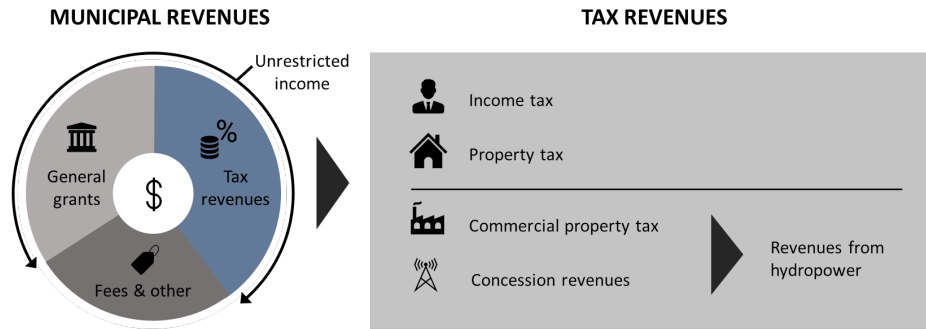 MUNICIPAL REVENUES
TAX REVENUES
Unrestricted
income
General
grants
$
%
Tax
revenues
Fees & other
Income tax
Property tax
Commercial property tax
Concession revenues
Revenues from
hydropower